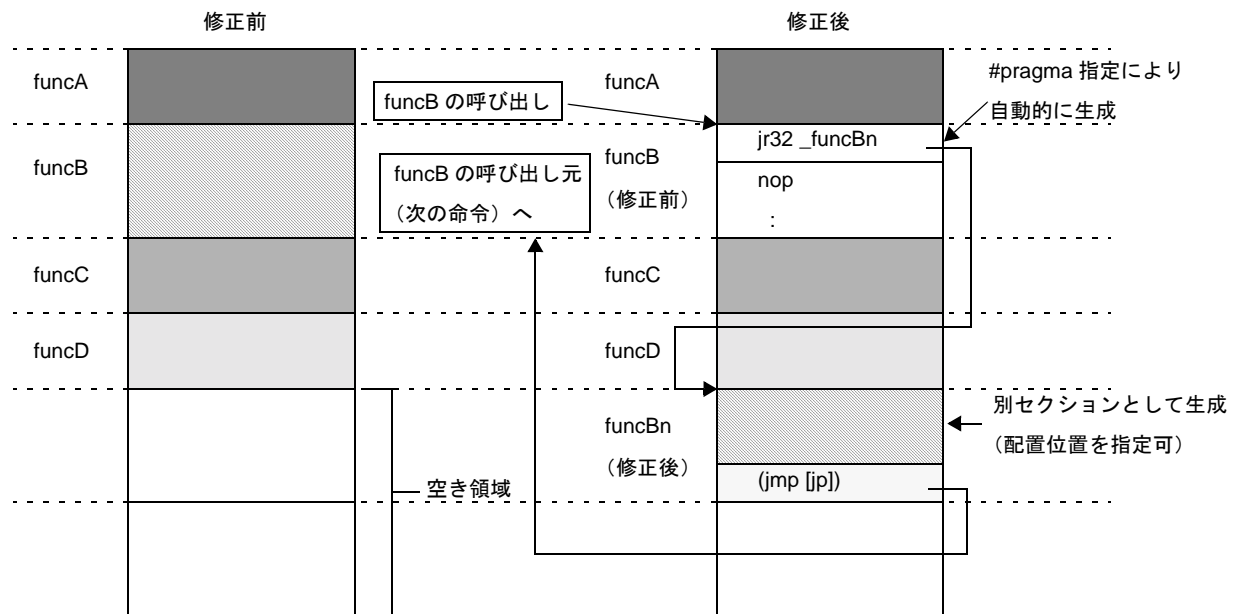 修正前
修正後
funcA
funcB
funcC
funcD
空き領域
funcB の呼び出し
funcB の呼び出し元
（次の命令）へ
funcA
funcB
（修正前）
funcC
funcD
funcBn
（修正後）
jr32 _funcBn
nop
:
(jmp [jp])
#pragma 指定により
自動的に生成
別セクションとして生成
（配置位置を指定可）